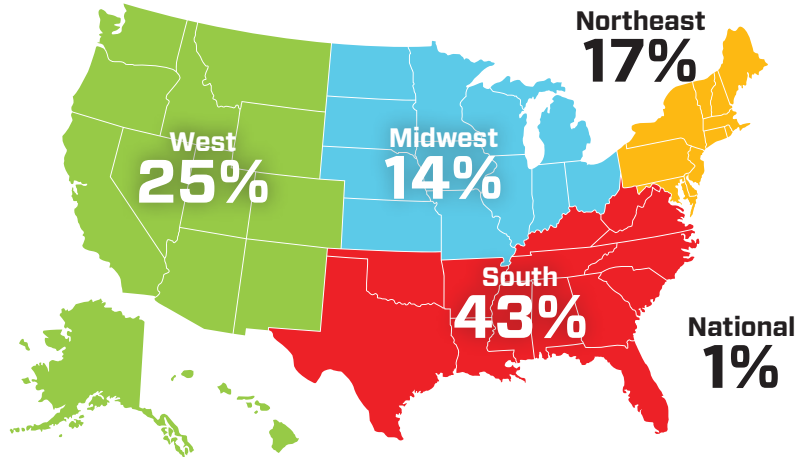 Northeast
17%
West
25%
Midwest
14%
South
43%
National
1%